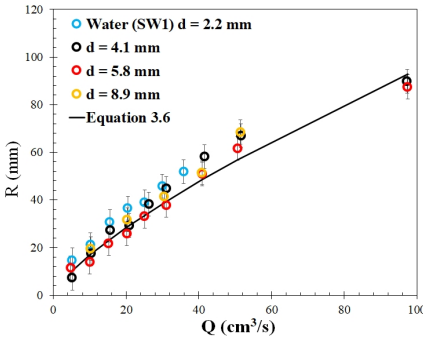 120
100
80
60
40
20
0
R (mm)
Water (SW1) d = 2.2 mm
d = 4.1 mm
d = 5.8 mm
d = 8.9 mm
Equation 3.6
0 20 40 60 80 100
Q (cm³/s)